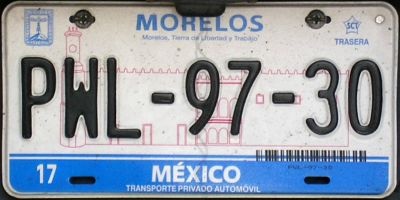 MORELOS
Morelos, Tierra de Libertad y Trabajo
SCT
TRASERA
PWL-97-30
17
MÉXICO
PWL-97-30
TRANSPORTE PRIVADO AUTOMÓVIL